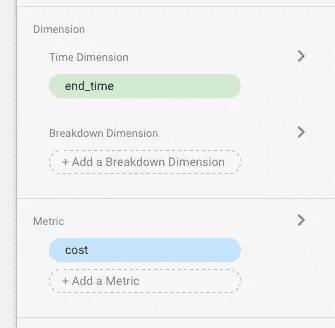 Dimension
Time Dimension
end_time
Breakdown Dimension
+ Add a Breakdown Dimension
Metric
cost
+ Add a Metric